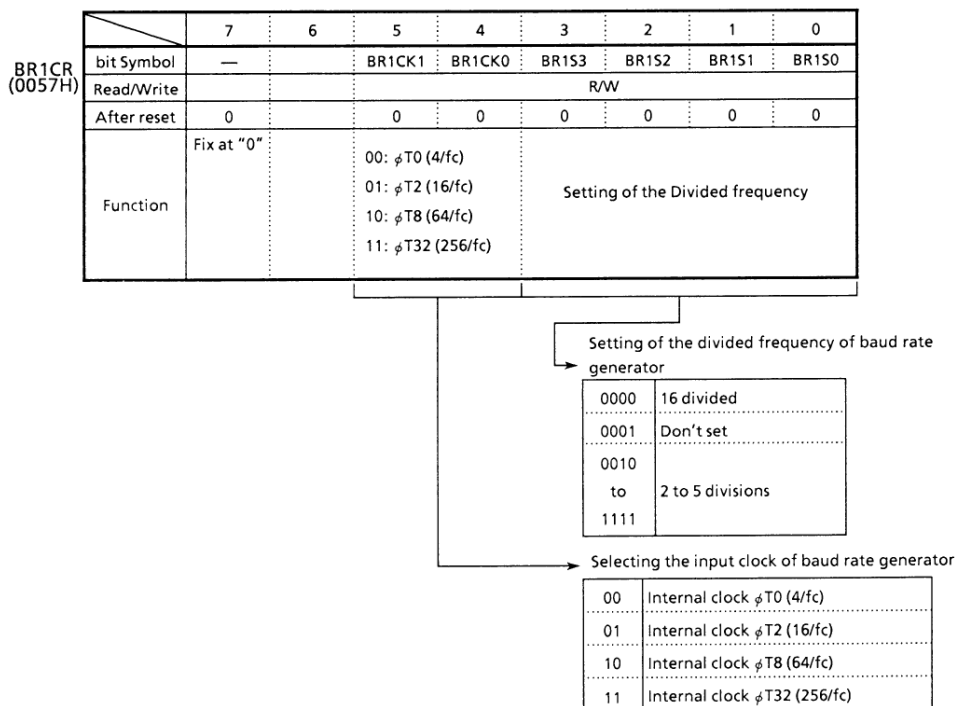 7 6 5 4 3 2 1 0
BR1CR
(0057H)
bit Symbol — BR1CK1 BR1CK0 BR1S3 BR1S2 BR1S1 BR1S0
Read/Write R/W
After reset 0 0 0 0 0 0 0
Function
Fix at "0"
00: φT0 (4/fc)
01: φT2 (16/fc)
10: φT8 (64/fc)
11: φT32 (256/fc)
Setting of the Divided frequency
Setting of the divided frequency of baud rate
generator
0000 16 divided
0001 Don't set
0010
to 2 to 5 divisions
1111
Selecting the input clock of baud rate generator
00 Internal clock φT0 (4/fc)
01 Internal clock φT2 (16/fc)
10 Internal clock φT8 (64/fc)
11 Internal clock φT32 (256/fc)